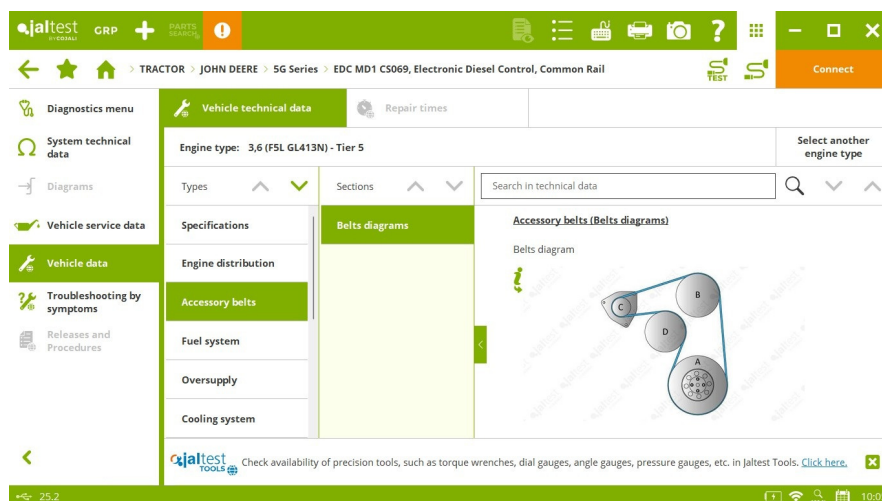 jaltest GRP PARTS SEARCH
BY COJALI
TRACTOR > JOHN DEERE > 5G Series > EDC MD1 CS069, Electronic Diesel Control, Common Rail
TEST
Connect
Diagnostics menu
System technical data
Diagrams
Vehicle service data
Vehicle data
Troubleshooting by symptoms
Releases and Procedures
Vehicle technical data
Repair times
Engine type: 3,6 (F5L GL413N) - Tier 5
Select another
engine type
Types
Sections
Search in technical data
Specifications
Engine distribution
Accessory belts
Fuel system
Oversupply
Cooling system
Belts diagrams
Accessory belts (Belts diagrams)
Belts diagram
B
C
D
A
jaltest TOOLS Check availability of precision tools, such as torque wrenches, dial gauges, angle gauges, pressure gauges, etc. in Jaltest Tools. Click here.
25.2